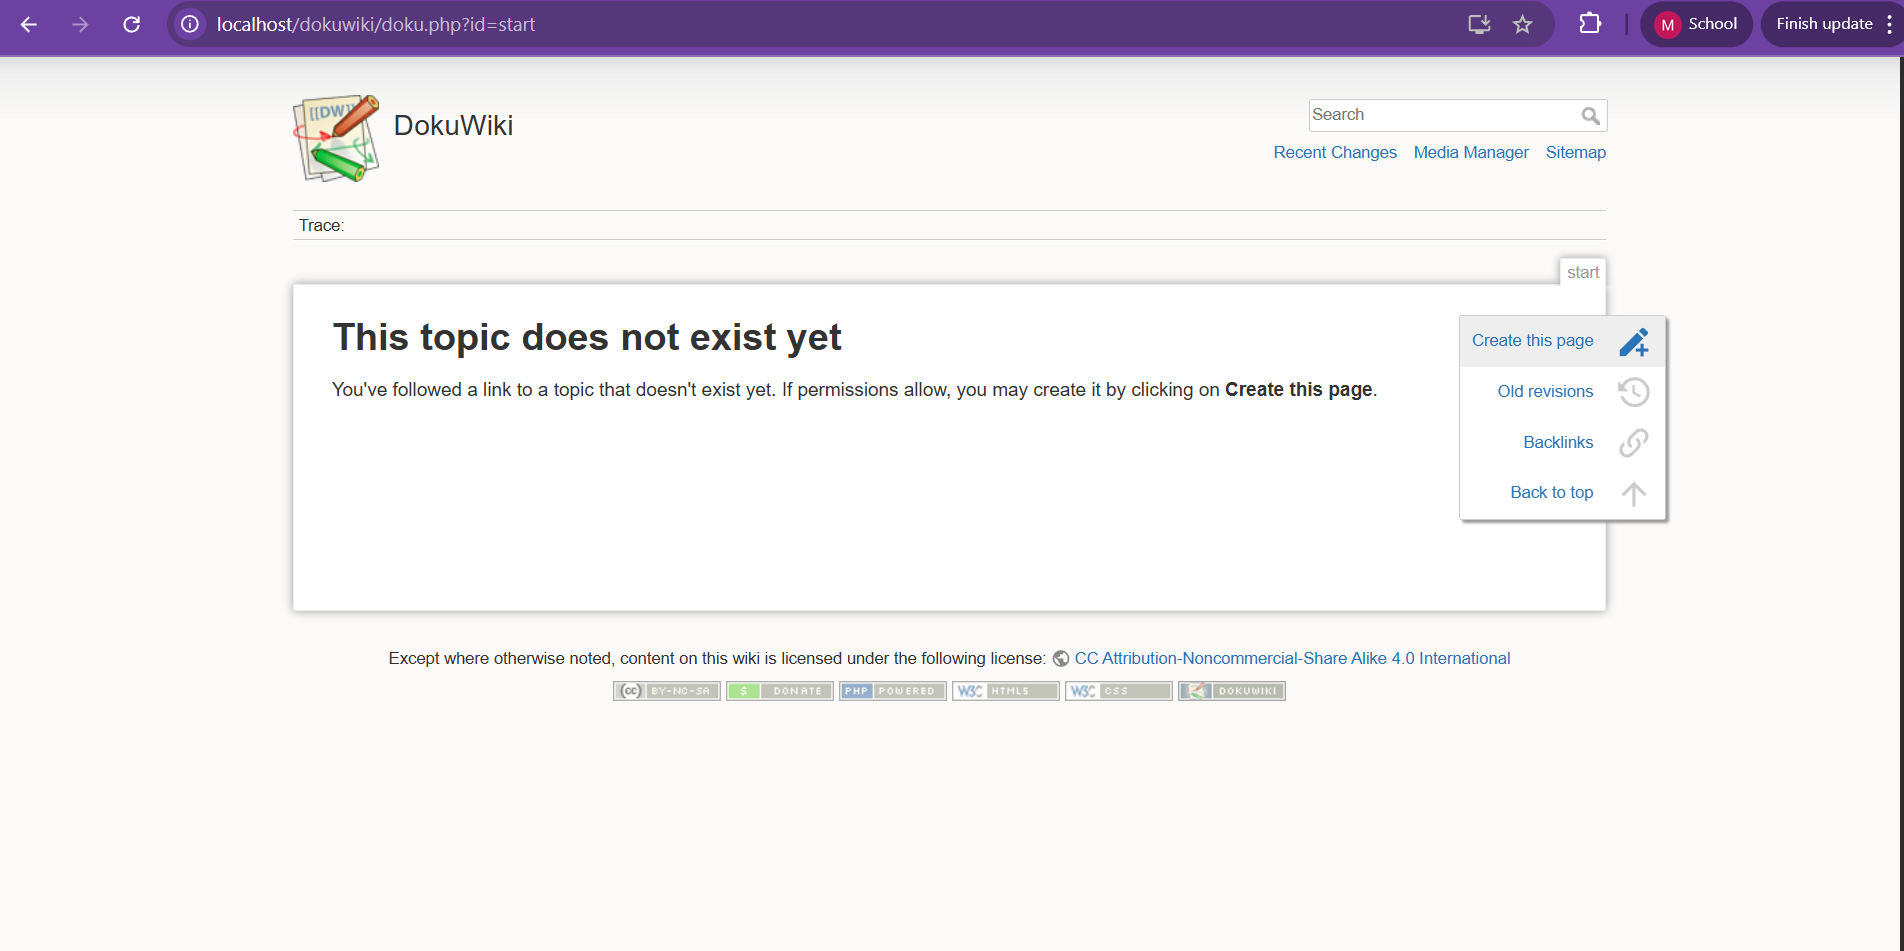 localhost/dokuwiki/doku.php?id=start
M School
Finish update
[[DW]]
DokuWiki
Search
Recent Changes Media Manager Sitemap
Trace:
start
This topic does not exist yet
You've followed a link to a topic that doesn't exist yet. If permissions allow, you may create it by clicking on Create this page.
Create this page
Old revisions
Backlinks
Back to top
Except where otherwise noted, content on this wiki is licensed under the following license: CC Attribution-Noncommercial-Share Alike 4.0 International
(cc) BY-NC-SA $ DONATE PHP POWERED W3C HTML5 W3C CSS DOKUWIKI